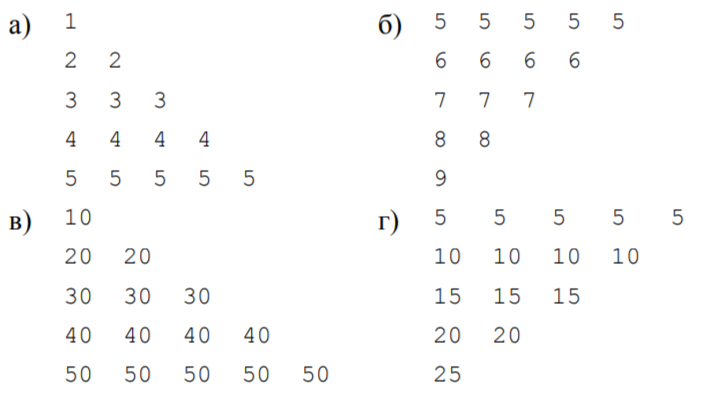 а) 1
2 2
3 3 3
4 4 4 4
5 5 5 5 5
б) 5 5 5 5 5
6 6 6 6
7 7 7
8 8
9
в) 10
20 20
30 30 30
40 40 40 40
50 50 50 50 50
г) 5 5 5 5 5
10 10 10 10
15 15 15
20 20
25